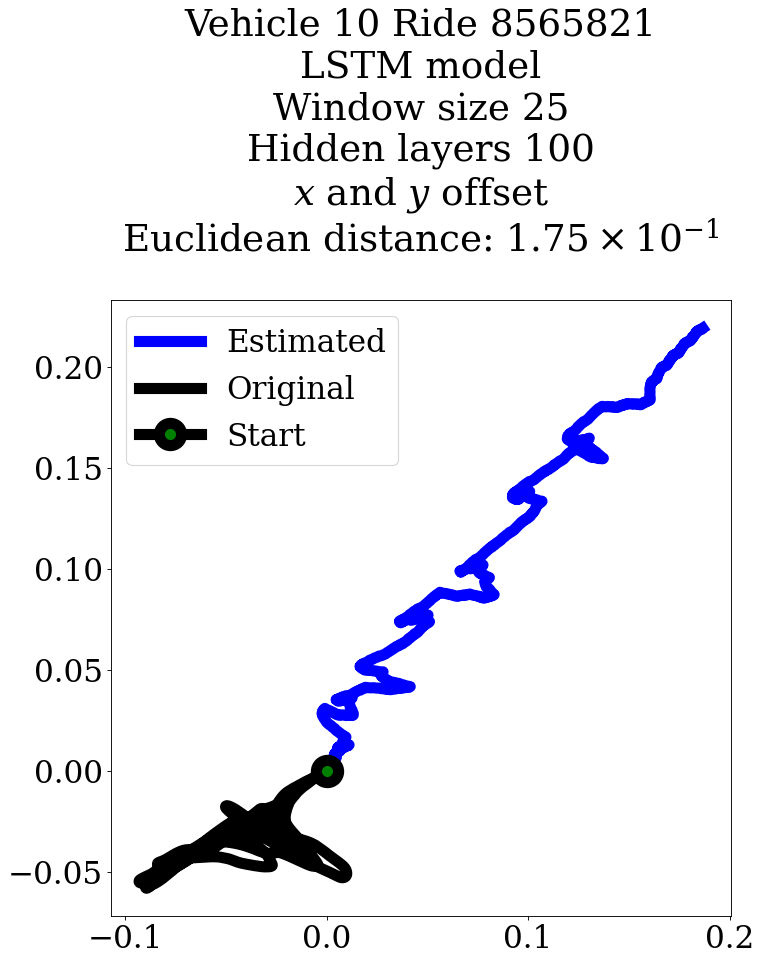 Vehicle 10 Ride 8565821
LSTM model
Window size 25
Hidden layers 100
x and y offset
Euclidean distance: 1.75 × 10⁻¹
Estimated
Original
Start
0.20
0.15
0.10
0.05
0.00
−0.05
−0.1 0.0 0.1 0.2